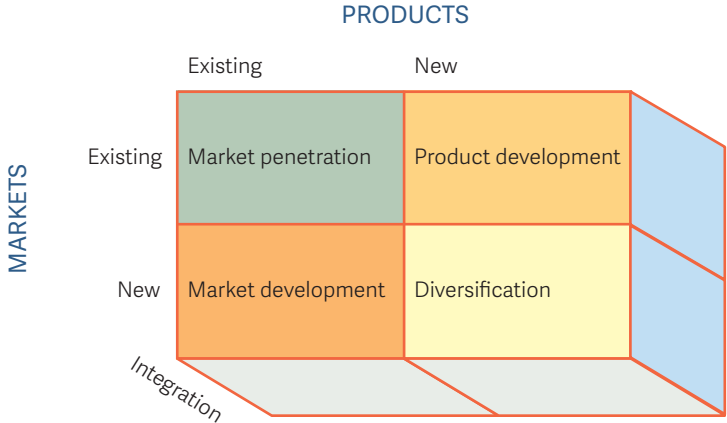 PRODUCTS
Existing New
MARKETS
Existing Market penetration Product development
New Market development Diversification
Integration